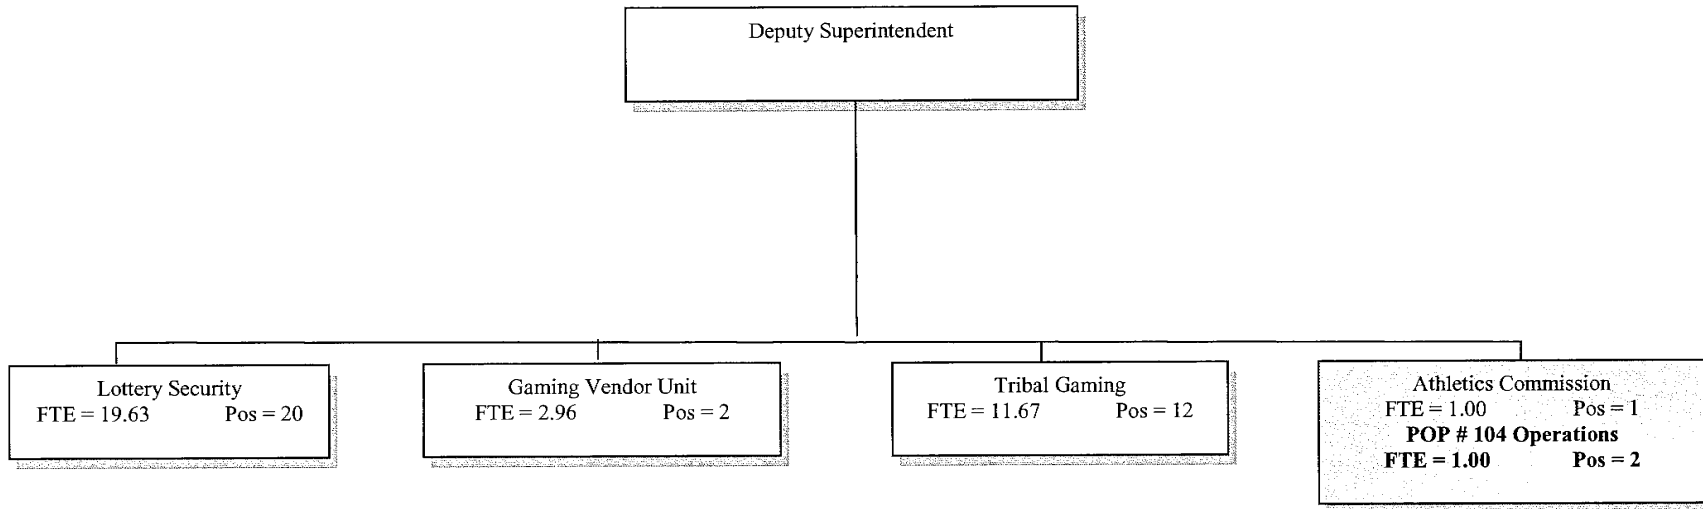 Deputy Superintendent
Lottery Security
FTE = 19.63 Pos = 20
Gaming Vendor Unit
FTE = 2.96 Pos = 2
Tribal Gaming
FTE = 11.67 Pos = 12
Athletics Commission
FTE = 1.00 Pos = 1
POP # 104 Operations
FTE = 1.00 Pos = 2